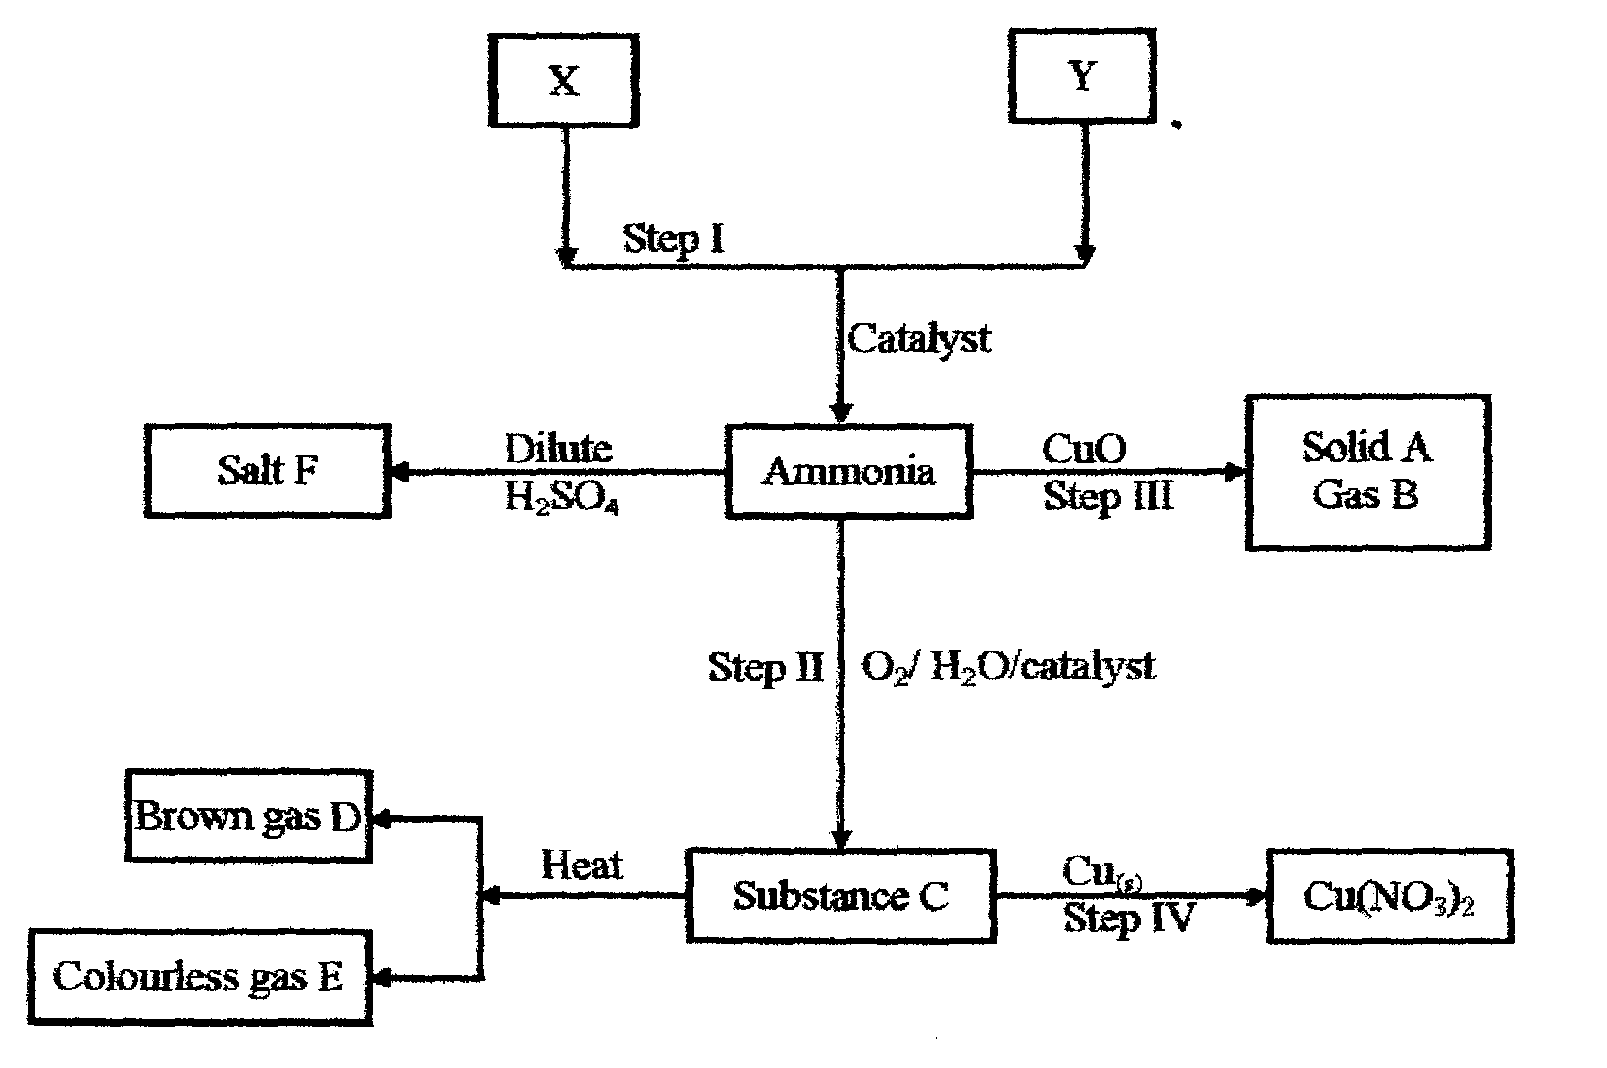 X
Y
Step I
Catalyst
Salt F
Dilute
H₂SO₄
Ammonia
CuO
Step III
Solid A
Gas B
Step II
O₂/ H₂O/catalyst
Brown gas D
Heat
Colourless gas E
Substance C
Cu₍ₛ₎
Step IV
Cu(NO₃)₂